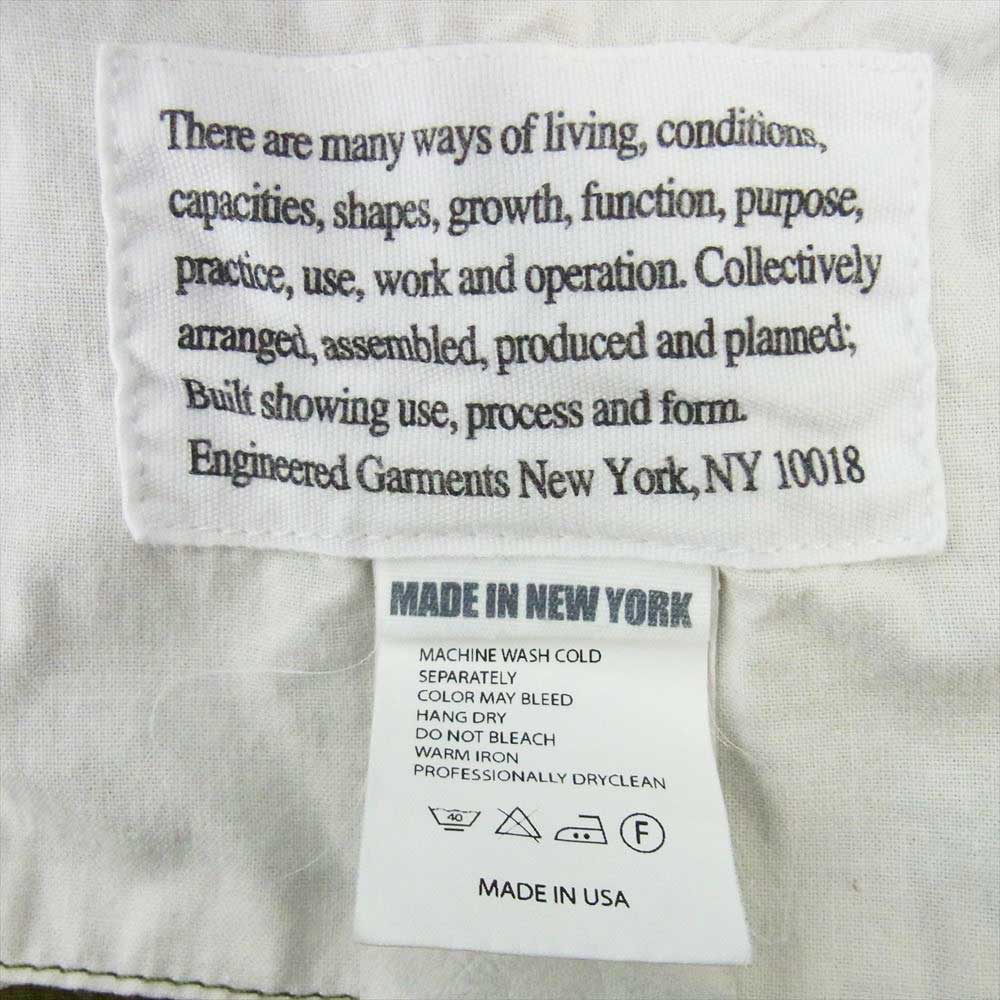 There are many ways of living, conditions,
capacities, shapes, growth, function, purpose,
practice, use, work and operation. Collectively
arranged, assembled, produced and planned;
Built showing use, process and form.
Engineered Garments New York, NY 10018
MADE IN NEW YORK
MACHINE WASH COLD
SEPARATELY
COLOR MAY BLEED
HANG DRY
DO NOT BLEACH
WARM IRON
PROFESSIONALLY DRYCLEAN
40 F
MADE IN USA